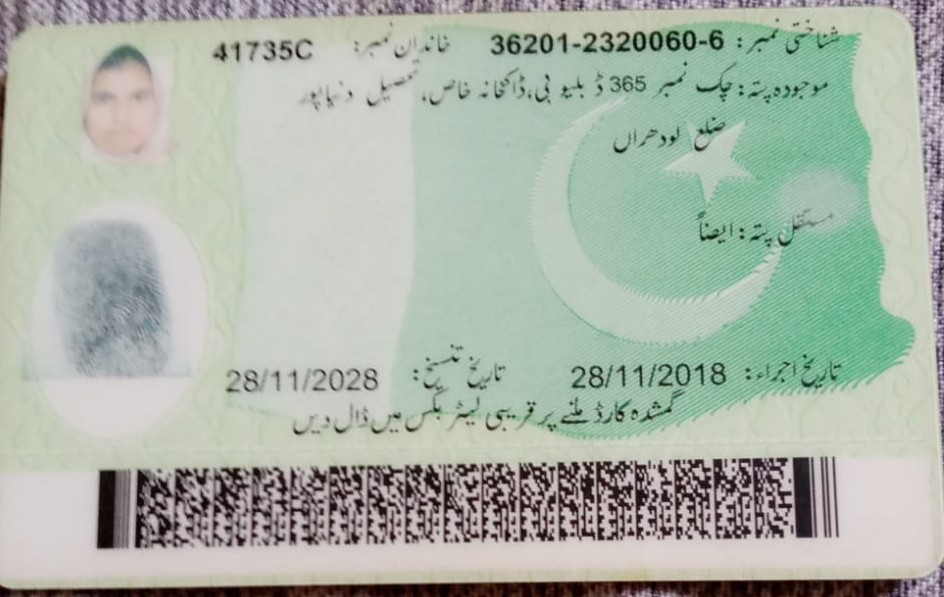 شناختی نمبر: 36201-2320060-6 خاندان نمبر: 41735C
موجودہ پتہ: چک نمبر 365 ڈبلیو بی، ڈاکخانہ خاص، تحصیل دنیاپور
ضلع لودھراں
مستقل پتہ: ایضاً
تاریخ اجراء: 28/11/2018 تاریخ تنسیخ: 28/11/2028
گمشدہ کارڈ ملنے پر قریبی لیٹر بکس میں ڈال دیں